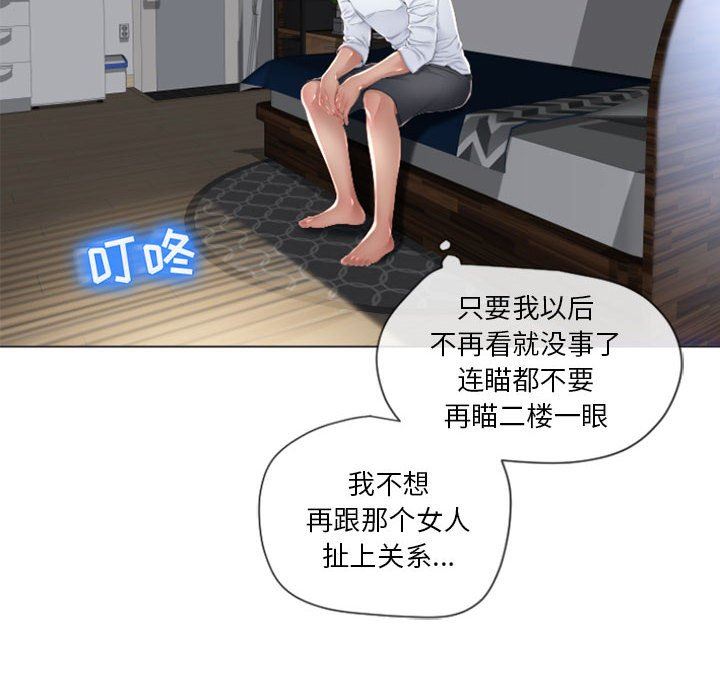 叮咚
只要我以后
不再看就没事了
连瞄都不要
再瞄二楼一眼
我不想
再跟那个女人
扯上关系...